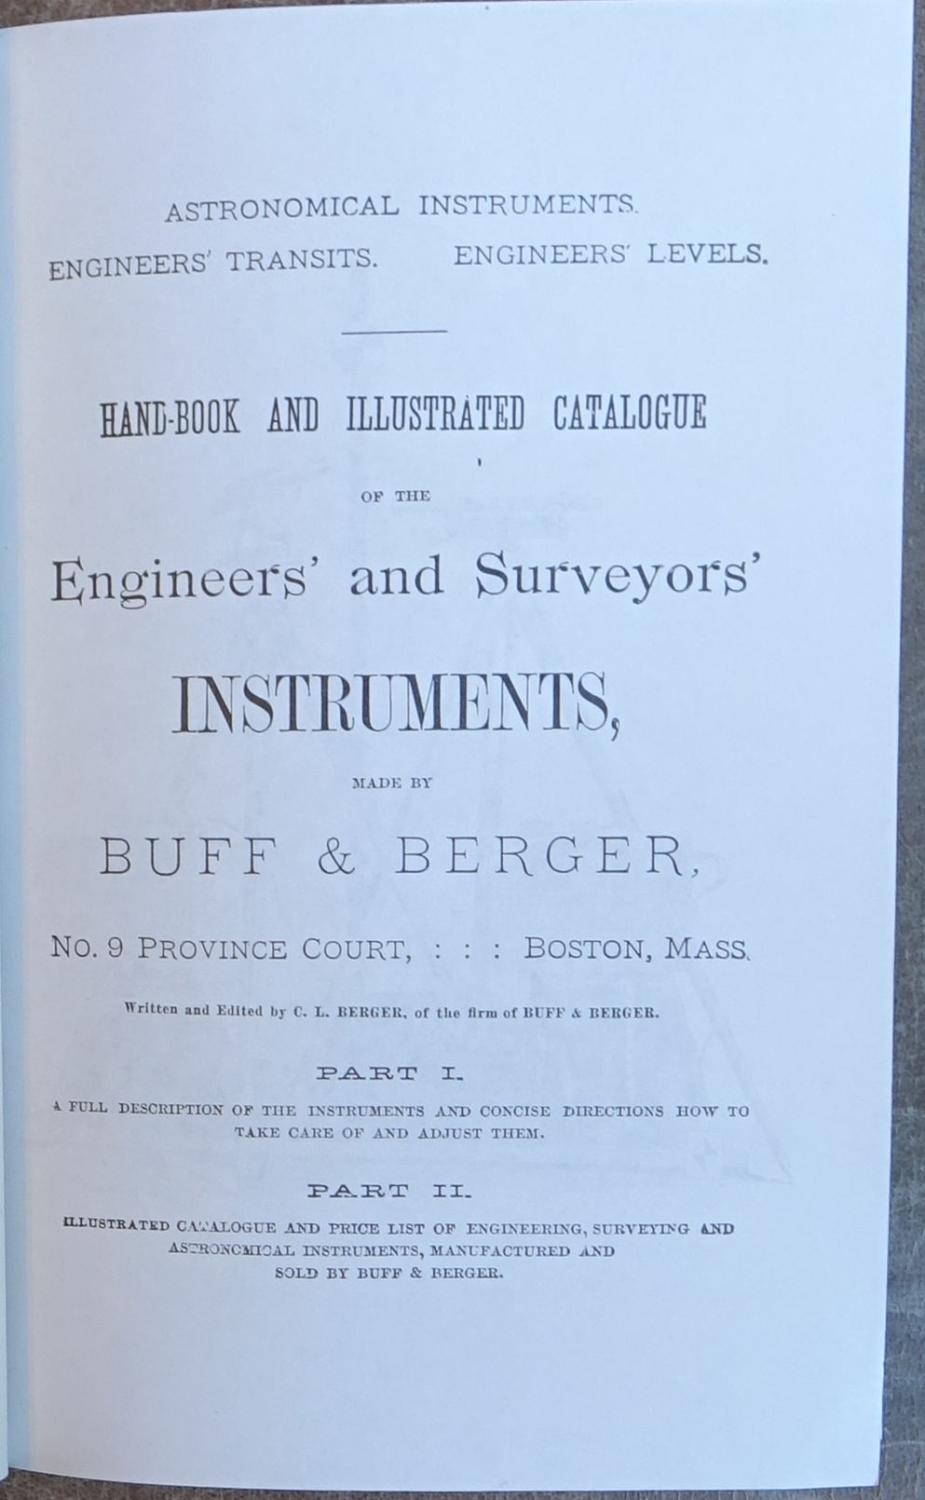 ASTRONOMICAL INSTRUMENTS.
ENGINEERS' TRANSITS. ENGINEERS' LEVELS.
HAND-BOOK AND ILLUSTRATED CATALOGUE
OF THE
Engineers' and Surveyors'
INSTRUMENTS,
MADE BY
BUFF & BERGER,
No. 9 PROVINCE COURT, : : : BOSTON, MASS.
Written and Edited by C. L. BERGER, of the firm of BUFF & BERGER.
PART I.
A FULL DESCRIPTION OF THE INSTRUMENTS AND CONCISE DIRECTIONS HOW TO
TAKE CARE OF AND ADJUST THEM.
PART II.
ILLUSTRATED CATALOGUE AND PRICE LIST OF ENGINEERING, SURVEYING AND
ASTRONOMICAL INSTRUMENTS, MANUFACTURED AND
SOLD BY BUFF & BERGER.